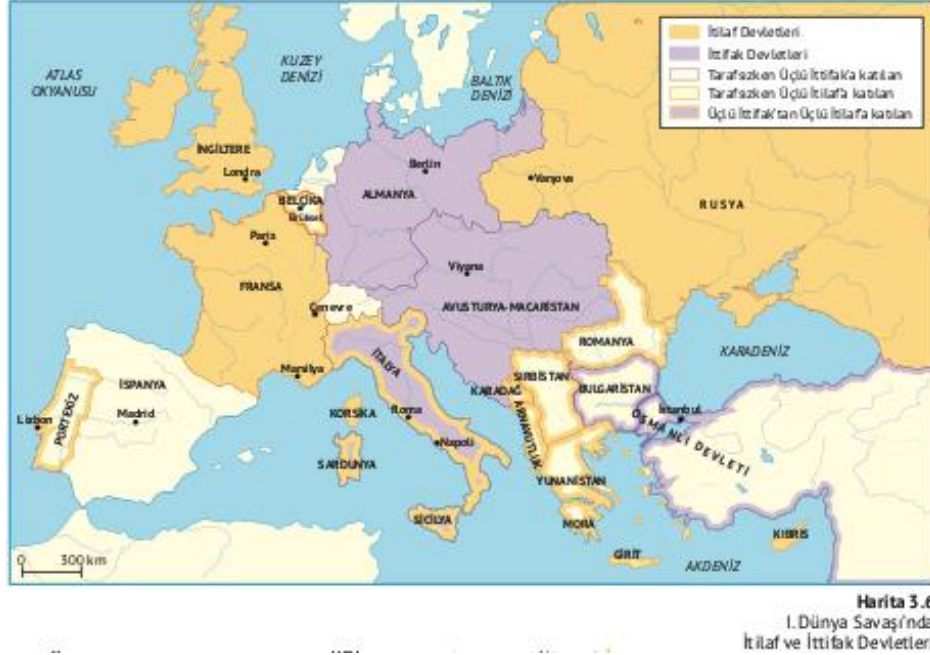 İtilaf Devletleri
İttifak Devletleri
Tarafsızken Üçlü İttifak'a katılan
Tarafsızken Üçlü İtilaf'a katılan
Üçlü İttifak'tan Üçlü İtilaf'a katılan
ATLAS
OKYANUSU
KUZEY
DENİZİ
BALTIK
DENİZİ
İNGİLTERE
Londra
Berlin
ALMANYA
Varşova
RUSYA
BELÇİKA
Brüksel
Paris
FRANSA
Viyana
AVUSTURYA-MACARİSTAN
Cenevre
ROMANYA
KARADENİZ
Marsilya
İTALYA
SIRBİSTAN
BULGARİSTAN
KARADAĞ
ARNAVUTLUK
İSPANYA
PORTEKİZ
Lizbon
Madrid
KORSİKA
Roma
İstanbul
OSMANLI DEVLETİ
Napoli
SARDUNYA
YUNANİSTAN
SİCİLYA
MORA
KIBRIS
GİRİT
AKDENİZ
0 300 km
Harita 3.6
I. Dünya Savaşı'nda
İtilaf ve İttifak Devletleri